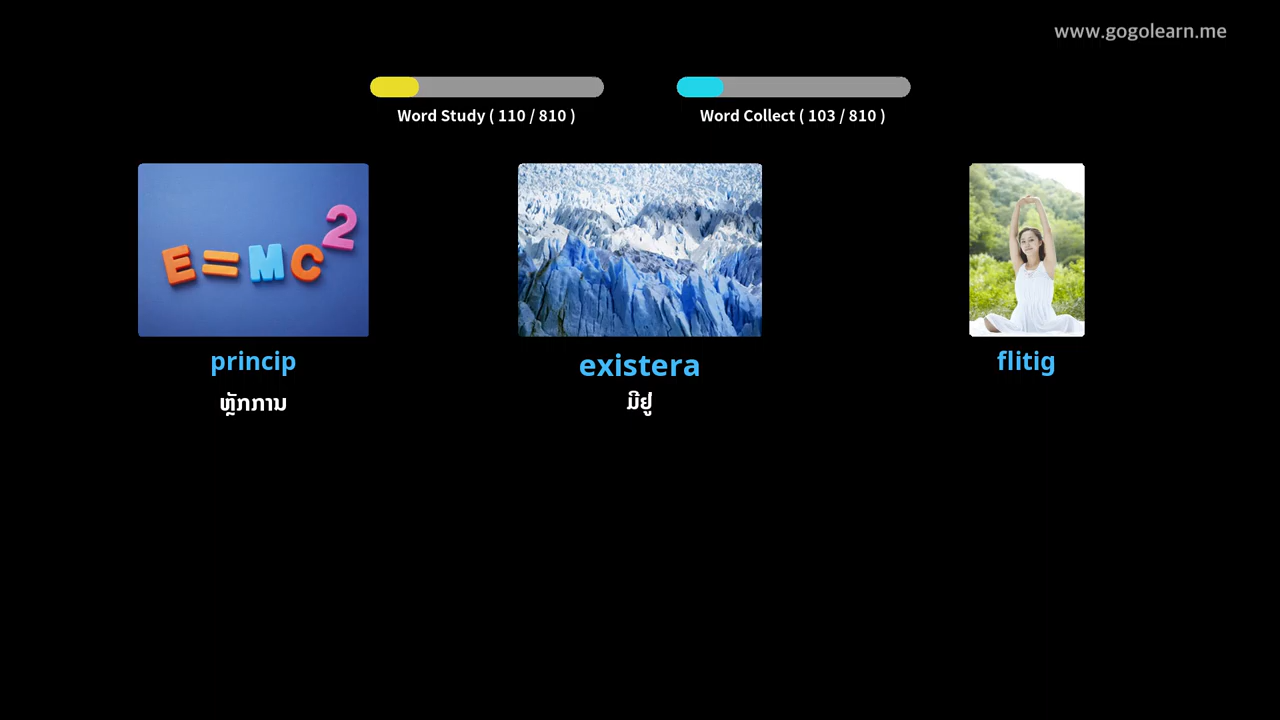 www.gogolearn.me
Word Study ( 110 / 810 )
Word Collect ( 103 / 810 )
E=MC2
princip
existera
flitig
ຫຼັກການ
ມີຢູ່